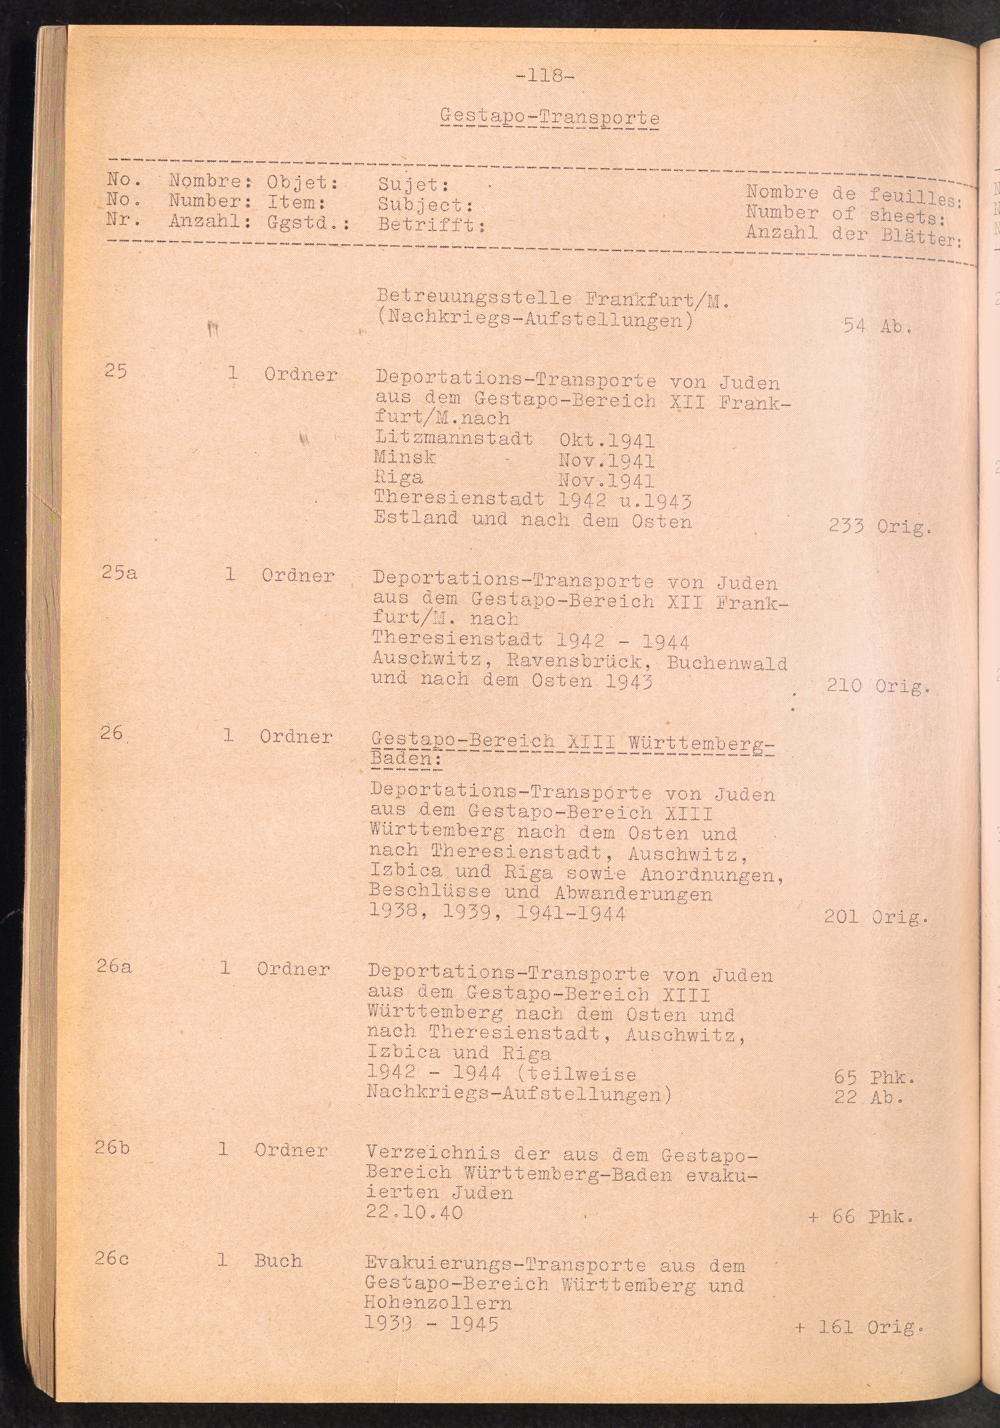 -118-
Gestapo-Transporte
No. Nombre: Objet: Sujet: Nombre de feuilles:
No. Number: Item: Subject: Number of sheets:
Nr. Anzahl: Ggstd.: Betrifft: Anzahl der Blätter:
Betreuungsstelle Frankfurt/M.
(Nachkriegs-Aufstellungen) 54 Ab.
25 1 Ordner Deportations-Transporte von Juden
aus dem Gestapo-Bereich XII Frank-
furt/M.nach
Litzmannstadt Okt.1941
Minsk - Nov.1941
Riga Nov.1941
Theresienstadt 1942 u.1943
Estland und nach dem Osten 233 Orig.
25a 1 Ordner Deportations-Transporte von Juden
aus dem Gestapo-Bereich XII Frank-
furt/M. nach
Theresienstadt 1942 - 1944
Auschwitz, Ravensbrück, Buchenwald
und nach dem Osten 1943 210 Orig.
26 1 Ordner Gestapo-Bereich XIII Württemberg-
Baden:
Deportations-Transporte von Juden
aus dem Gestapo-Bereich XIII
Württemberg nach dem Osten und
nach Theresienstadt, Auschwitz,
Izbica und Riga sowie Anordnungen,
Beschlüsse und Abwanderungen
1938, 1939, 1941-1944 201 Orig.
26a 1 Ordner Deportations-Transporte von Juden
aus dem Gestapo-Bereich XIII
Württemberg nach dem Osten und
nach Theresienstadt, Auschwitz,
Izbica und Riga
1942 - 1944 (teilweise 65 Phk.
Nachkriegs-Aufstellungen) 22 Ab.
26b 1 Ordner Verzeichnis der aus dem Gestapo-
Bereich Württemberg-Baden evaku-
ierten Juden
22.10.40 + 66 Phk.
26c 1 Buch Evakuierungs-Transporte aus dem
Gestapo-Bereich Württemberg und
Hohenzollern
1939 - 1945 + 161 Orig.